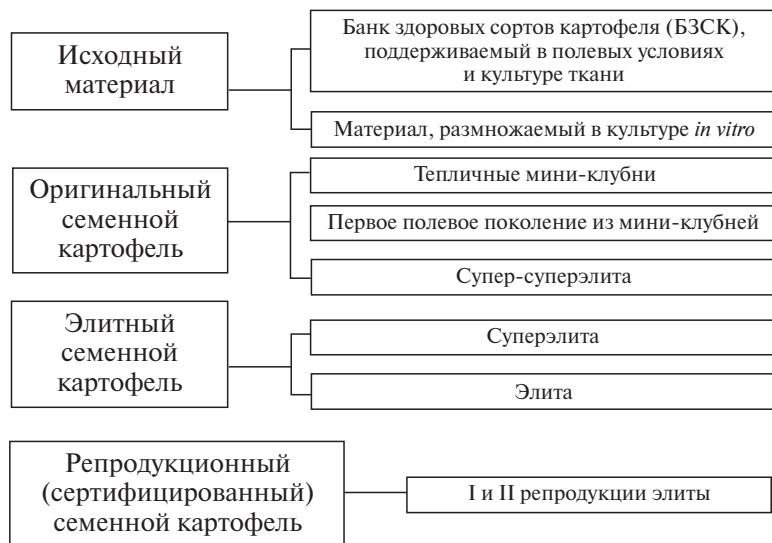 Исходный
материал
Банк здоровых сортов картофеля (БЗСК),
поддерживаемый в полевых условиях
и культуре ткани
Материал, размножаемый в культуре in vitro
Оригинальный
семенной
картофель
Тепличные мини-клубни
Первое полевое поколение из мини-клубней
Супер-суперэлита
Элитный
семенной
картофель
Суперэлита
Элита
Репродукционный
(сертифицированный)
семенной картофель
I и II репродукции элиты